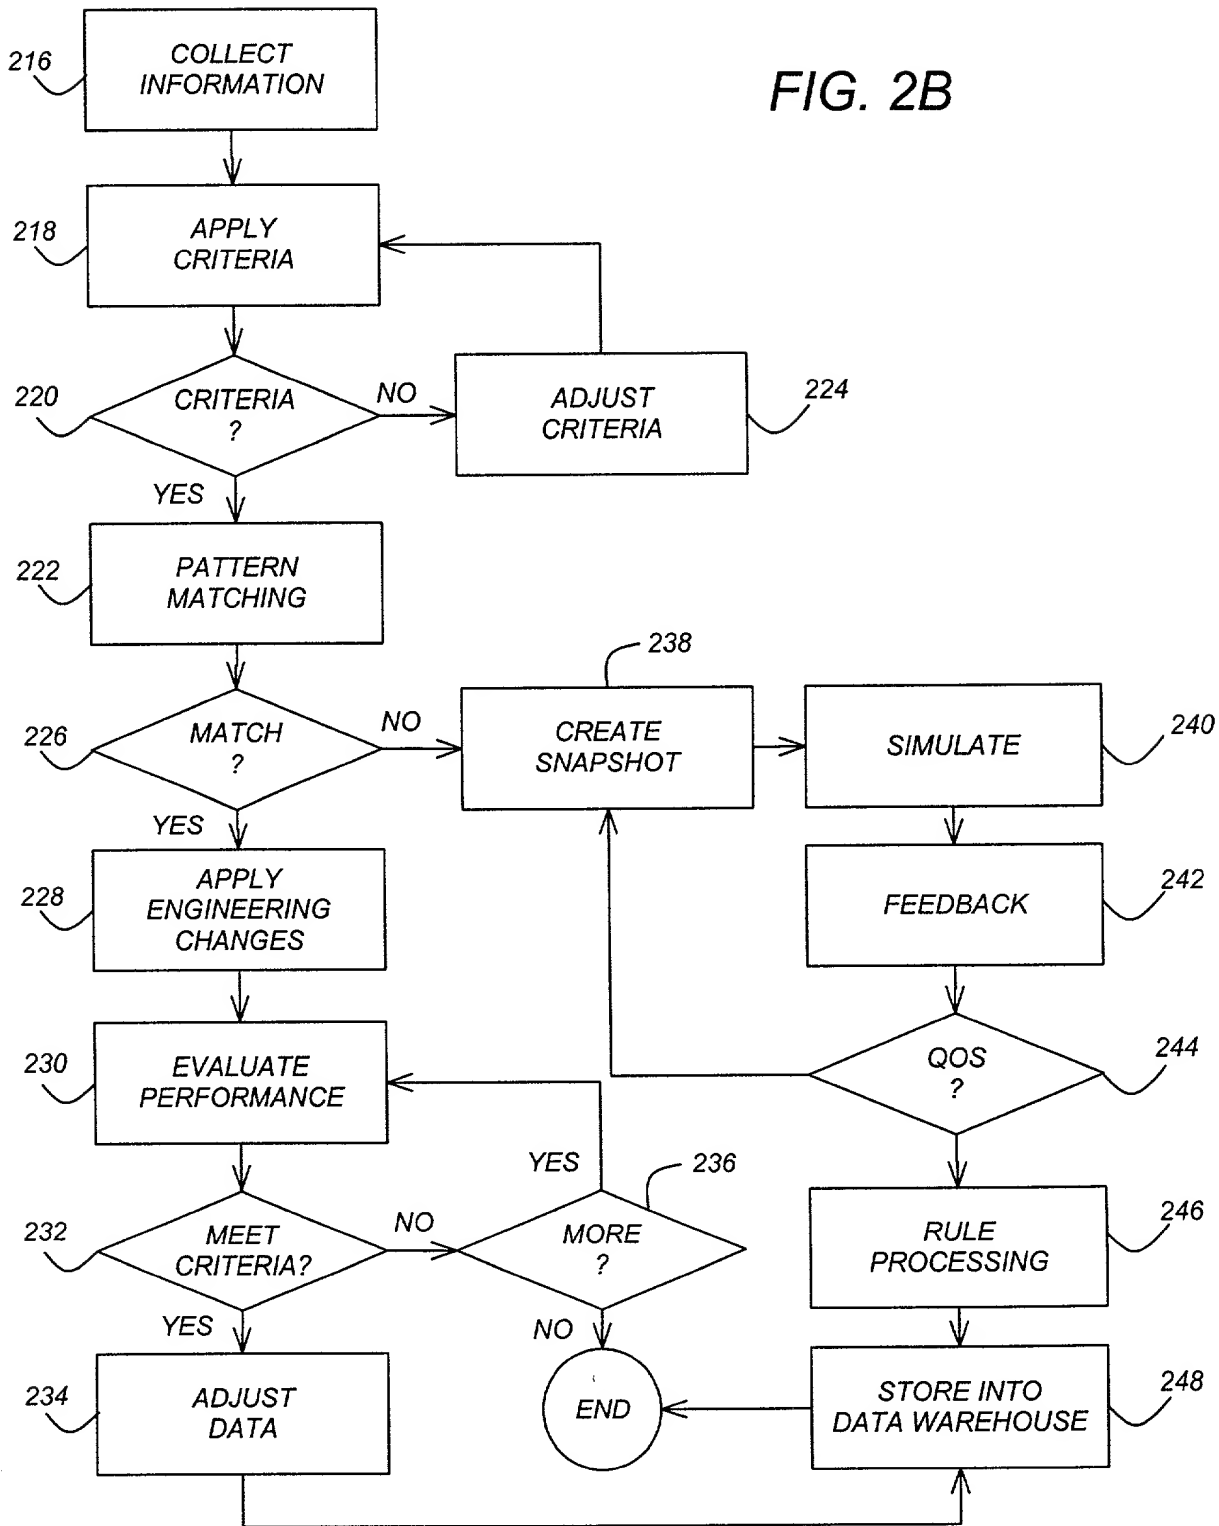 FIG. 2B
216
COLLECT
INFORMATION
218
APPLY
CRITERIA
220
CRITERIA
?
NO
ADJUST
CRITERIA
224
YES
222
PATTERN
MATCHING
226
MATCH
?
NO
238
CREATE
SNAPSHOT
SIMULATE
240
YES
228
APPLY
ENGINEERING
CHANGES
FEEDBACK
242
230
EVALUATE
PERFORMANCE
QOS
?
244
232
MEET
CRITERIA?
NO
YES
236
MORE
?
RULE
PROCESSING
246
YES
NO
234
ADJUST
DATA
END
STORE INTO
DATA WAREHOUSE
248